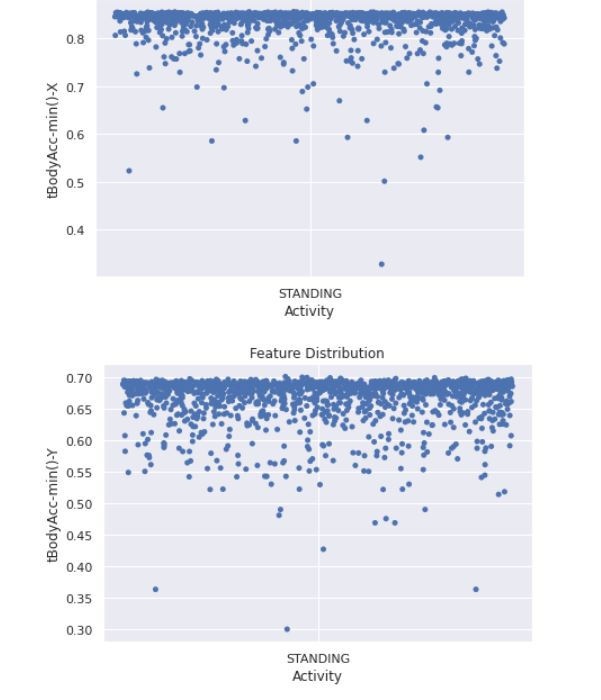 tBodyAcc-min()-X
0.8
0.7
0.6
0.5
0.4
STANDING
Activity
Feature Distribution
tBodyAcc-min()-Y
0.70
0.65
0.60
0.55
0.50
0.45
0.40
0.35
0.30
STANDING
Activity